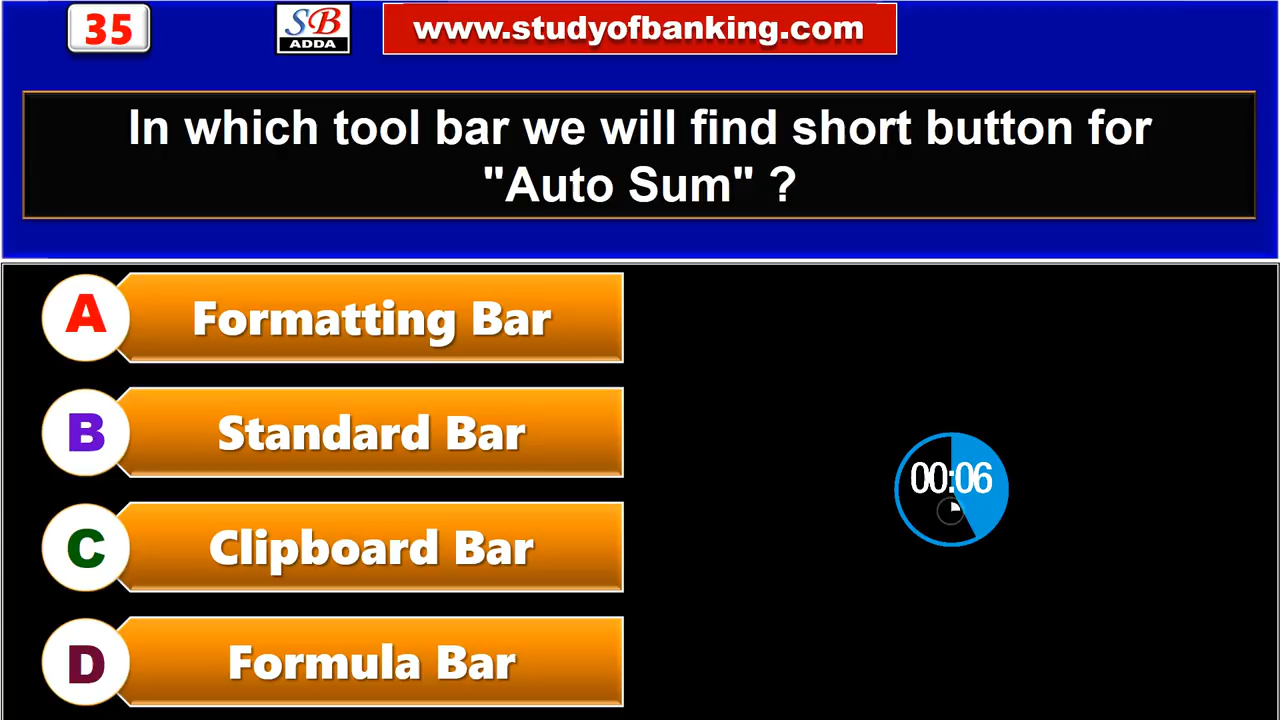 35
SB
ADDA
www.studyofbanking.com
In which tool bar we will find short button for
"Auto Sum" ?
A
Formatting Bar
B
Standard Bar
00:06
C
Clipboard Bar
D
Formula Bar